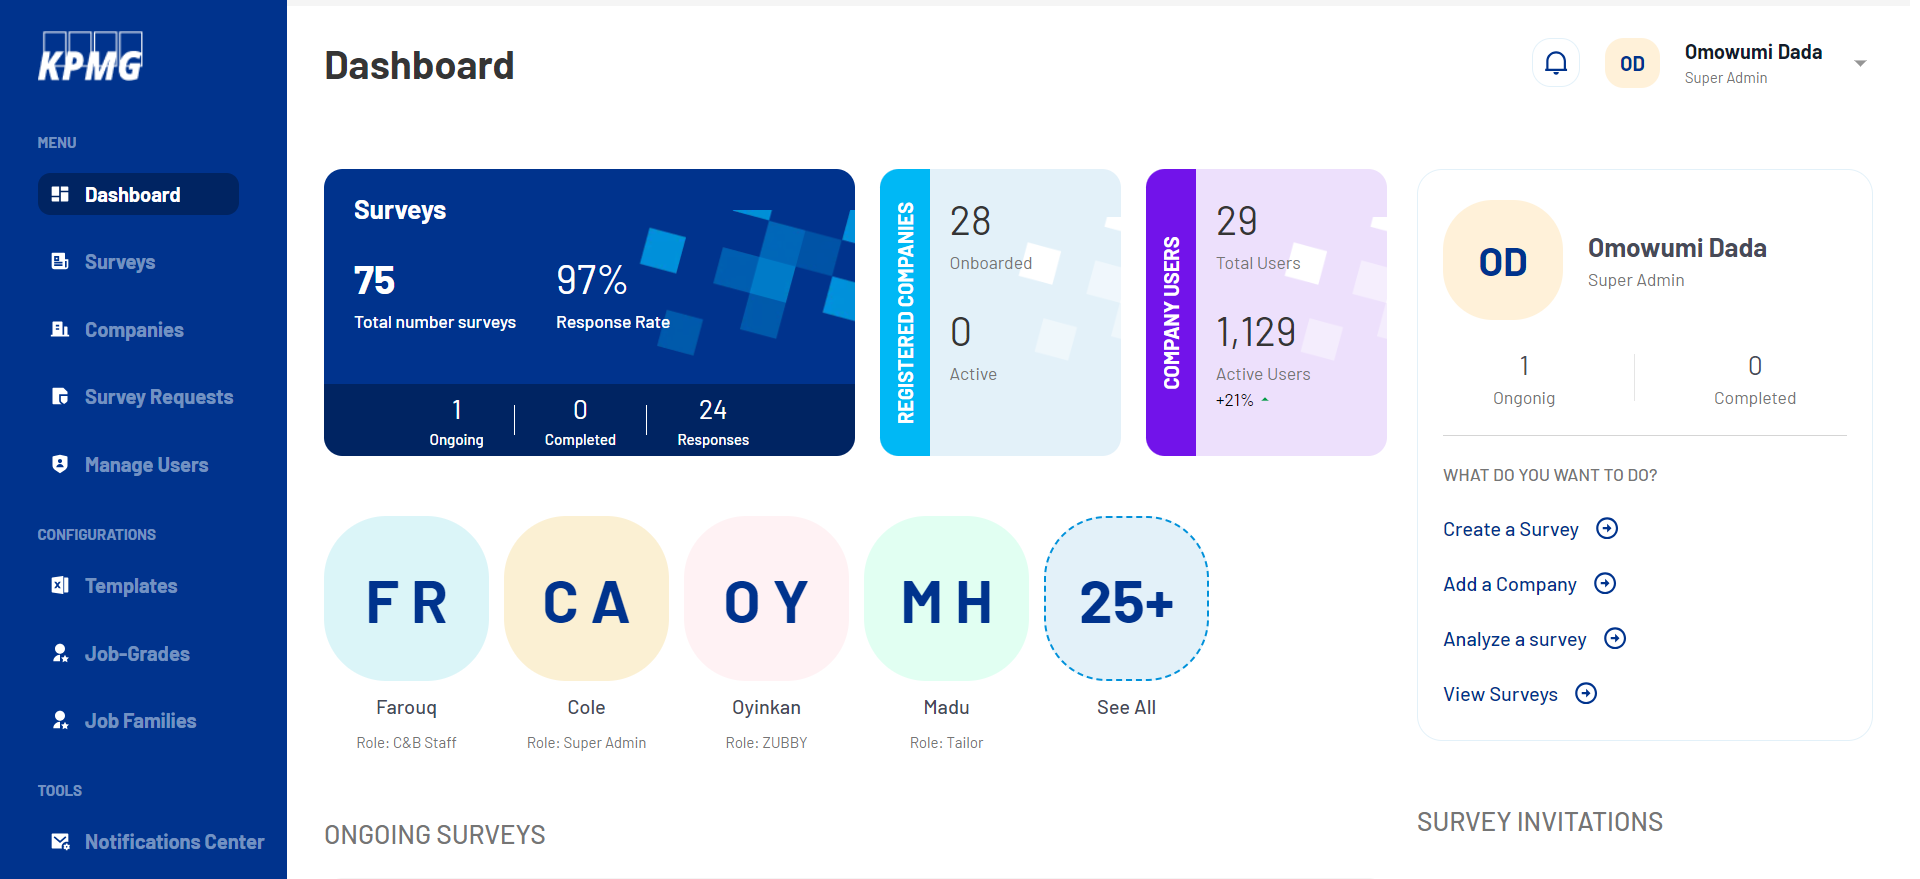 KPMG
MENU
Dashboard
Surveys
Companies
Survey Requests
Manage Users
CONFIGURATIONS
Templates
Job-Grades
Job Families
TOOLS
Notifications Center
Dashboard
OD
Omowumi Dada
Super Admin
Surveys
75
Total number surveys
97%
Response Rate
1
Ongoing
0
Completed
24
Responses
REGISTERED COMPANIES
28
Onboarded
0
Active
COMPANY USERS
29
Total Users
1,129
Active Users
+21%
OD
Omowumi Dada
Super Admin
1
Ongonig
0
Completed
WHAT DO YOU WANT TO DO?
Create a Survey
Add a Company
Analyze a survey
View Surveys
F R
Farouq
Role: C&B Staff
C A
Cole
Role: Super Admin
O Y
Oyinkan
Role: ZUBBY
M H
Madu
Role: Tailor
25+
See All
ONGOING SURVEYS
SURVEY INVITATIONS